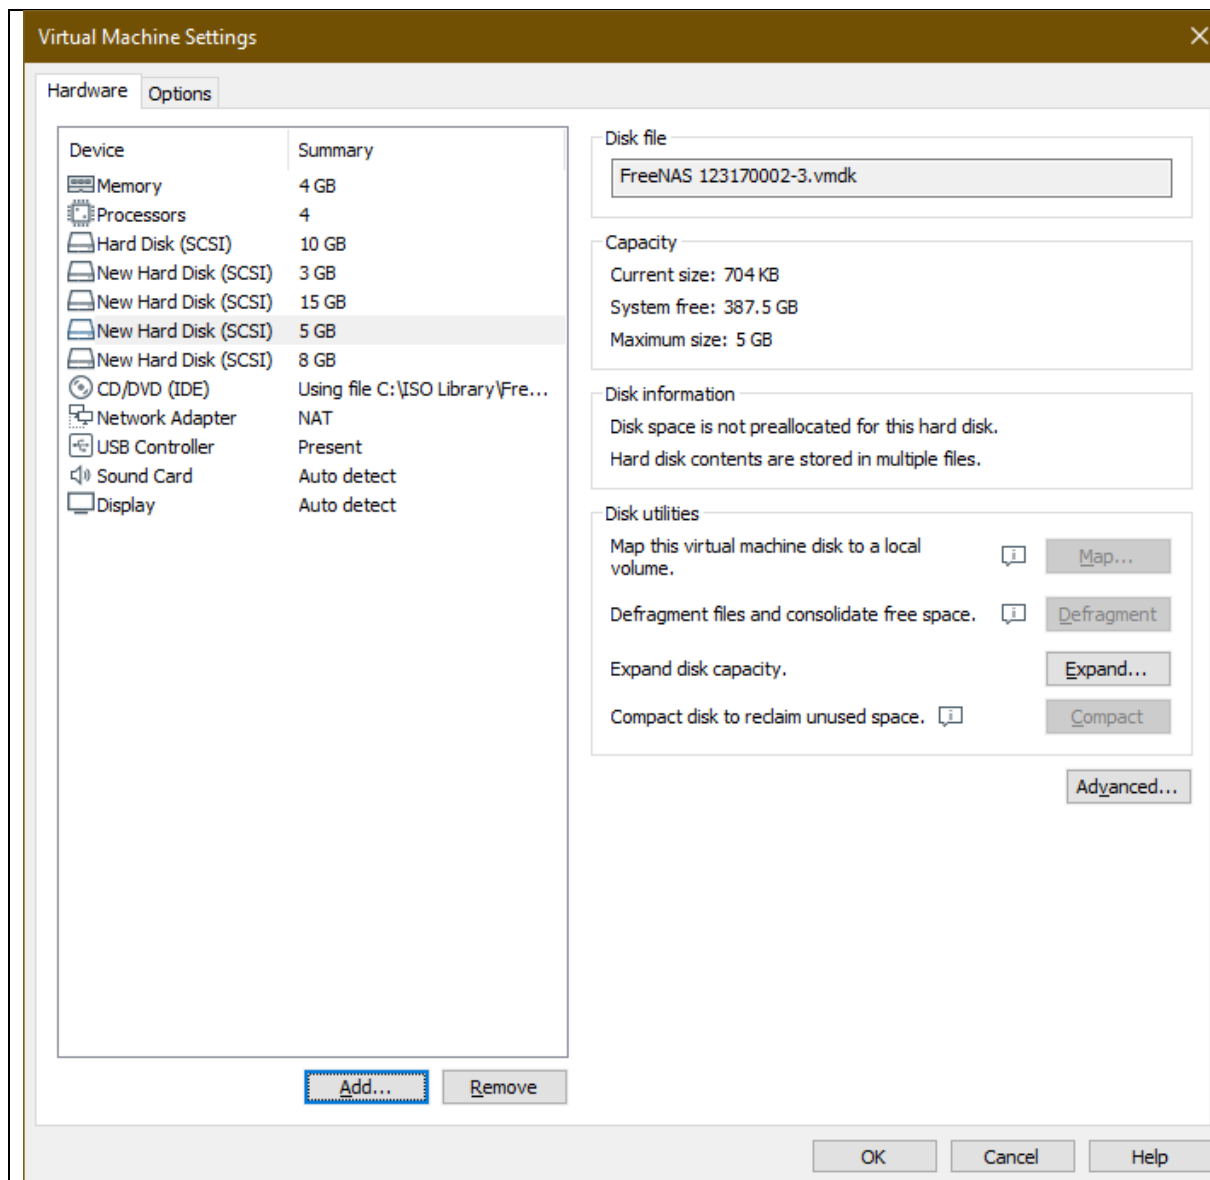 Virtual Machine Settings
Hardware
Options
Device Summary
Memory 4 GB
Processors 4
Hard Disk (SCSI) 10 GB
New Hard Disk (SCSI) 3 GB
New Hard Disk (SCSI) 15 GB
New Hard Disk (SCSI) 5 GB
New Hard Disk (SCSI) 8 GB
CD/DVD (IDE) Using file C:\ISO Library\Fre...
Network Adapter NAT
USB Controller Present
Sound Card Auto detect
Display Auto detect
Add...
Remove
Disk file
FreeNAS 123170002-3.vmdk
Capacity
Current size: 704 KB
System free: 387.5 GB
Maximum size: 5 GB
Disk information
Disk space is not preallocated for this hard disk.
Hard disk contents are stored in multiple files.
Disk utilities
Map this virtual machine disk to a local
volume.
Map...
Defragment files and consolidate free space.
Defragment
Expand disk capacity.
Expand...
Compact disk to reclaim unused space.
Compact
Advanced...
OK
Cancel
Help